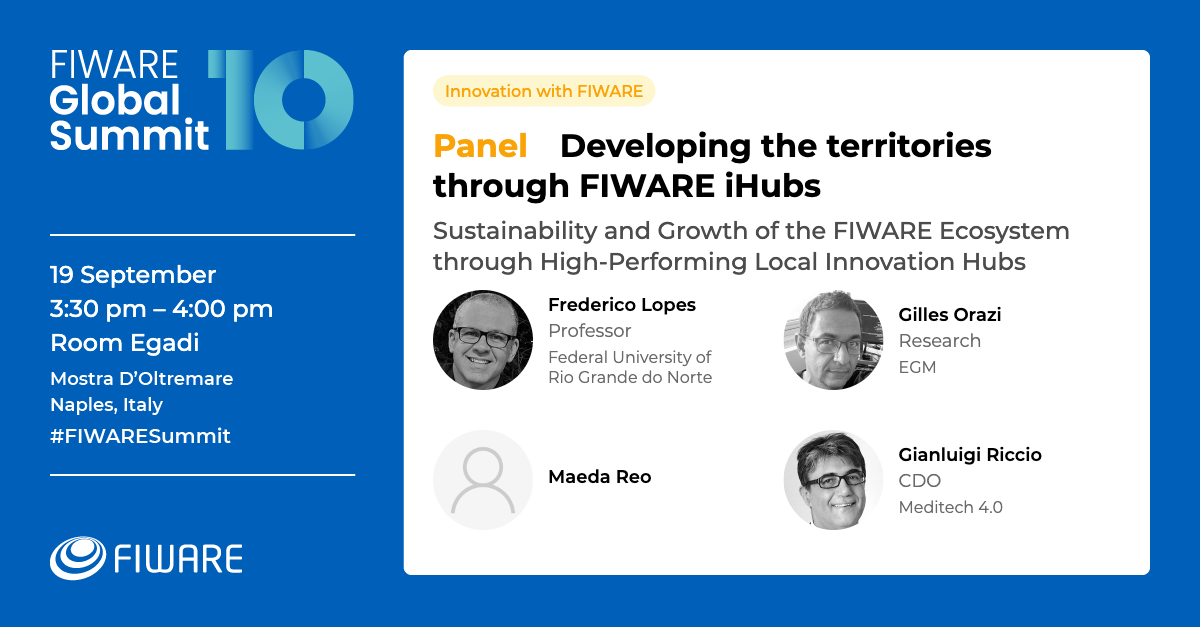 FIWARE
Global
Summit
10
19 September
3:30 pm – 4:00 pm
Room Egadi
Mostra D’Oltremare
Naples, Italy
#FIWARESummit
FIWARE
Innovation with FIWARE
Panel Developing the territories
through FIWARE iHubs
Sustainability and Growth of the FIWARE Ecosystem
through High-Performing Local Innovation Hubs
Frederico Lopes
Professor
Federal University of
Rio Grande do Norte
Gilles Orazi
Research
EGM
Maeda Reo
Gianluigi Riccio
CDO
Meditech 4.0